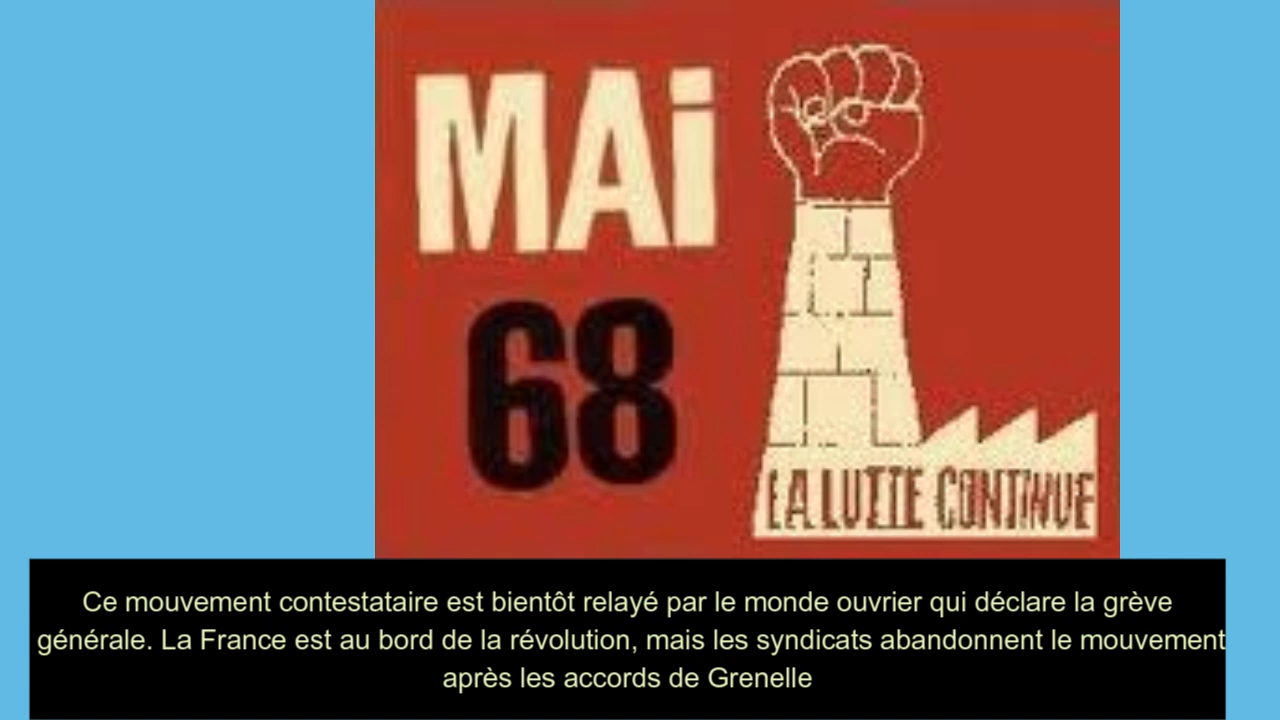 MAi
68
LA LUTTE CONTINUE
Ce mouvement contestataire est bientôt relayé par le monde ouvrier qui déclare la grève
générale. La France est au bord de la révolution, mais les syndicats abandonnent le mouvement
après les accords de Grenelle